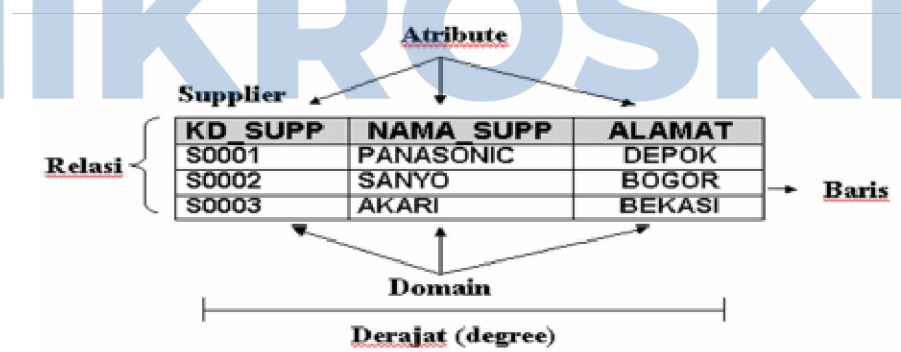 MIKROSKI
Atribute
Supplier
KD_SUPP NAMA_SUPP ALAMAT
S0001 PANASONIC DEPOK
Relasi
S0002 SANYO BOGOR
Baris
S0003 AKARI BEKASI
Domain
Derajat (degree)